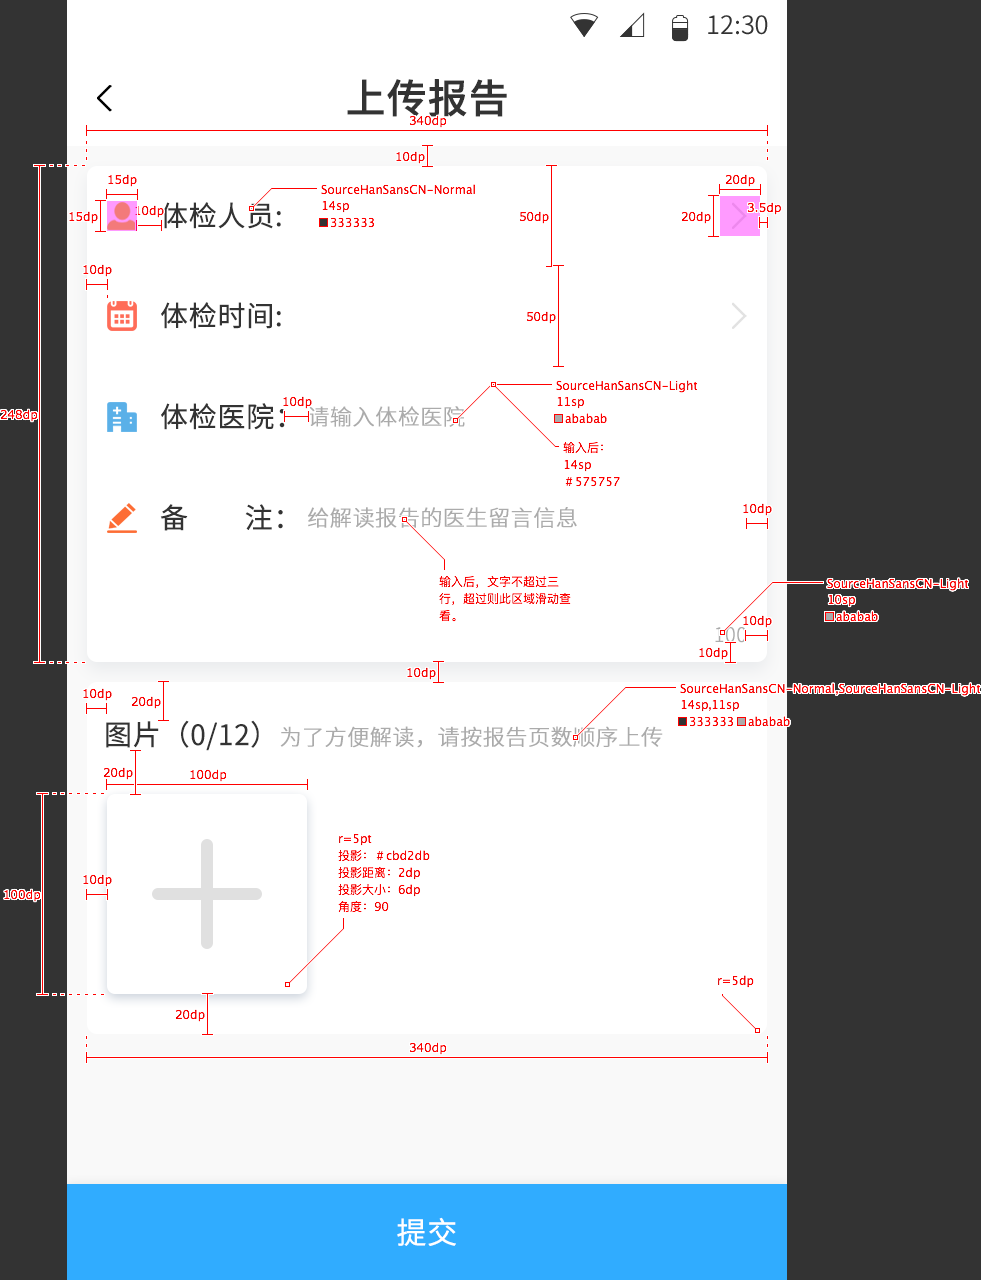 12:30
上传报告
340dp
10dp
15dp
15dp
10dp
体检人员:
SourceHanSansCN-Normal
14sp
333333
50dp
20dp
20dp
3.5dp
10dp
体检时间:
50dp
248dp
体检医院:
10dp
请输入体检医院
SourceHanSansCN-Light
11sp
ababab
输入后：
14sp
#575757
备 注：
给解读报告的医生留言信息
10dp
输入后，文字不超过三
行，超过则此区域滑动查
看。
SourceHanSansCN-Light
10sp
ababab
100
10dp
10dp
10dp
10dp
20dp
SourceHanSansCN-Normal,SourceHanSansCN-Light
14sp,11sp
333333 ababab
图片（0/12）为了方便解读，请按报告页数顺序上传
20dp
100dp
100dp
10dp
r=5pt
投影：#cbd2db
投影距离：2dp
投影大小：6dp
角度：90
20dp
r=5dp
340dp
提交